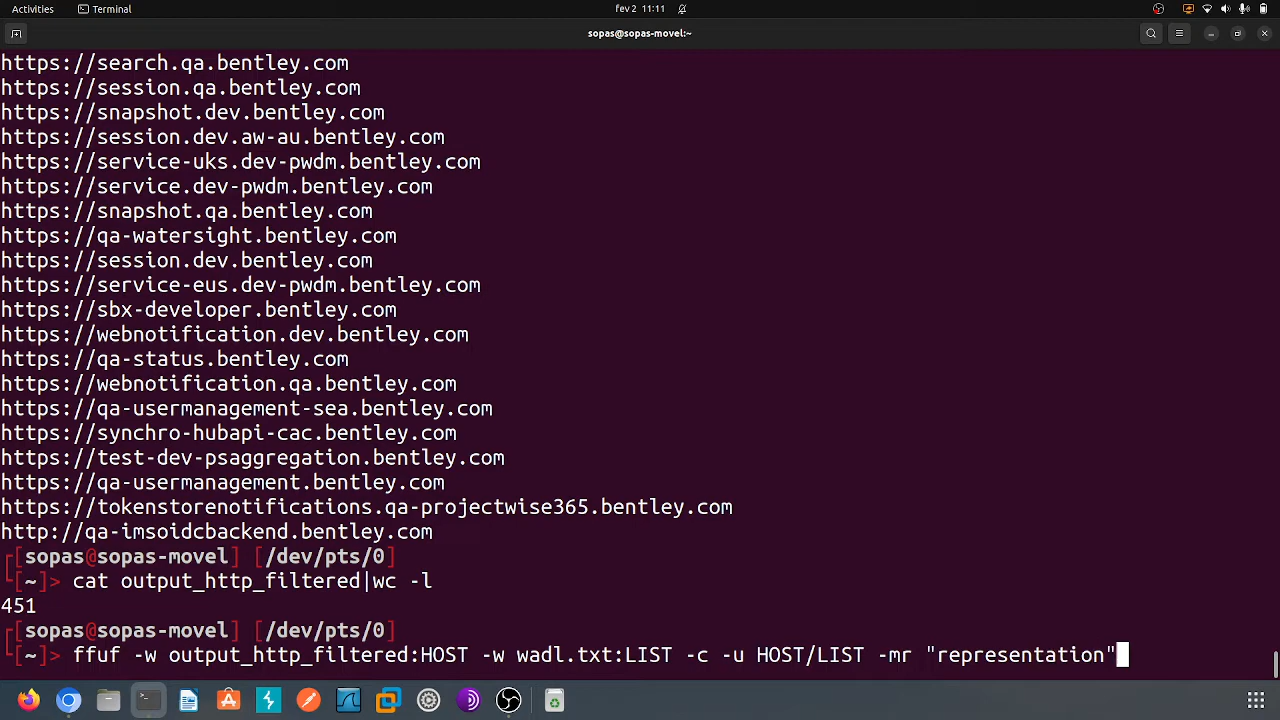 Activities
Terminal
fev 2 11:11
sopas@sopas-movel:~
https://search.qa.bentley.com
https://session.qa.bentley.com
https://snapshot.dev.bentley.com
https://session.dev.aw-au.bentley.com
https://service-uks.dev-pwdm.bentley.com
https://service.dev-pwdm.bentley.com
https://snapshot.qa.bentley.com
https://qa-watersight.bentley.com
https://session.dev.bentley.com
https://service-eus.dev-pwdm.bentley.com
https://sbx-developer.bentley.com
https://webnotification.dev.bentley.com
https://qa-status.bentley.com
https://webnotification.qa.bentley.com
https://qa-usermanagement-sea.bentley.com
https://synchro-hubapi-cac.bentley.com
https://test-dev-psaggregation.bentley.com
https://qa-usermanagement.bentley.com
https://tokenstorenotifications.qa-projectwise365.bentley.com
http://qa-imsoidcbackend.bentley.com
┌[sopas@sopas-movel] [/dev/pts/0]
└[~]> cat output_http_filtered|wc -l
451
┌[sopas@sopas-movel] [/dev/pts/0]
└[~]> ffuf -w output_http_filtered:HOST -w wadl.txt:LIST -c -u HOST/LIST -mr "representation"